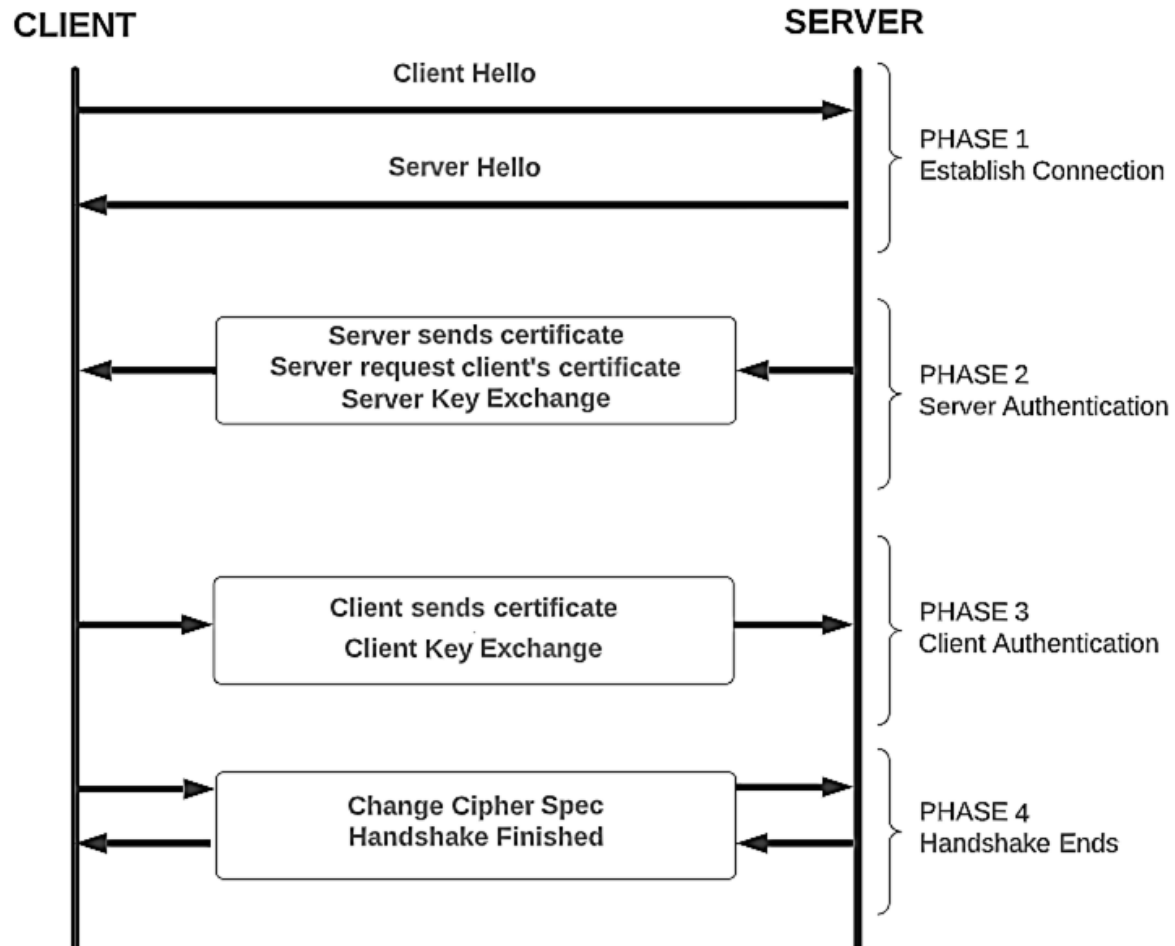 CLIENT
SERVER
Client Hello
Server Hello
PHASE 1
Establish Connection
Server sends certificate
Server request client's certificate
Server Key Exchange
PHASE 2
Server Authentication
Client sends certificate
Client Key Exchange
PHASE 3
Client Authentication
Change Cipher Spec
Handshake Finished
PHASE 4
Handshake Ends